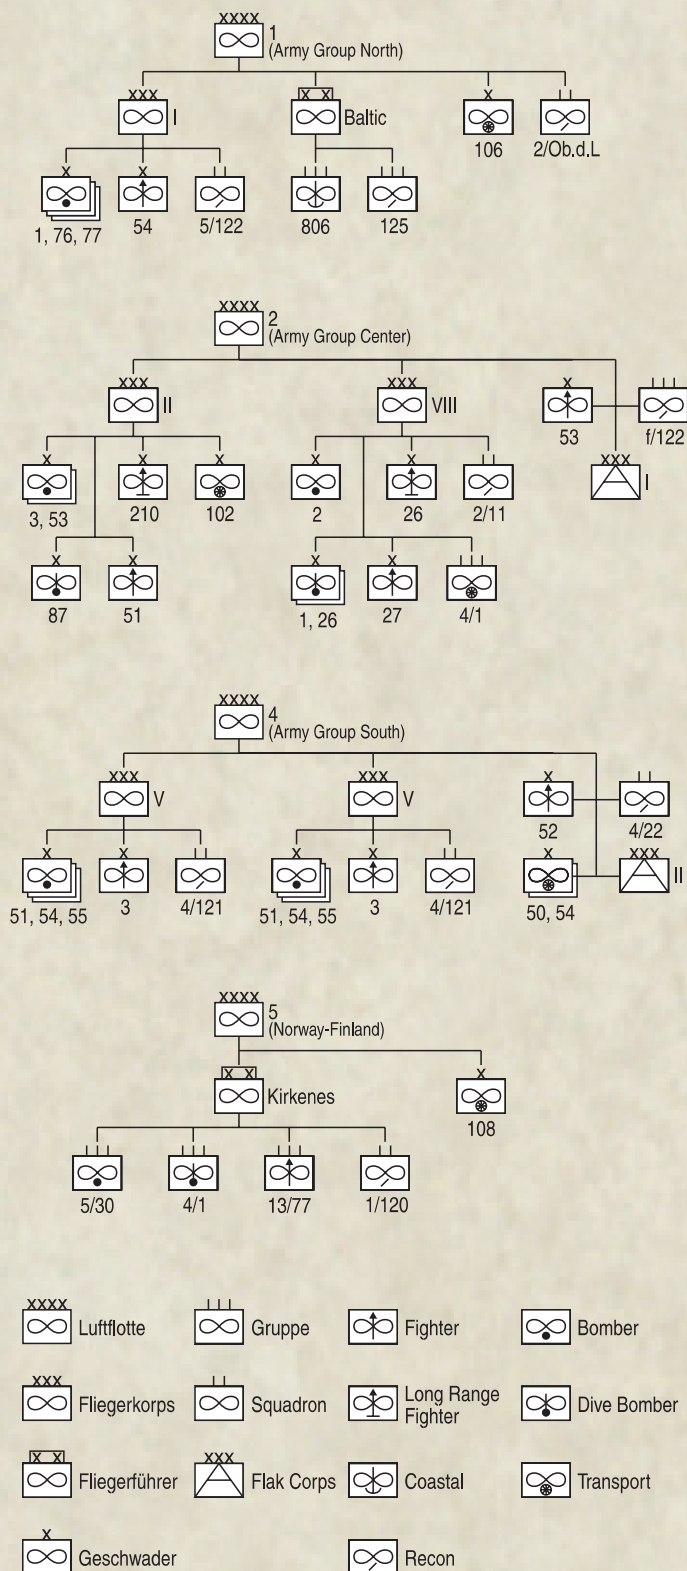 XXXX
1
(Army Group North)
XXX
I
X X
Baltic
X
106
2/Ob.d.L
X
1, 76, 77
X
54
5/122
806
125
XXXX
2
(Army Group Center)
XXX
II
XXX
VIII
X
53
f/122
X
3, 53
X
210
X
102
X
2
X
26
2/11
XXX
I
X
87
X
51
X
1, 26
X
27
4/1
XXXX
4
(Army Group South)
XXX
V
XXX
V
X
52
4/22
X
51, 54, 55
X
3
4/121
X
51, 54, 55
X
3
4/121
X
50, 54
XXX
II
XXXX
5
(Norway-Finland)
X X
Kirkenes
X
108
5/30
4/1
13/77
1/120
XXXX
Luftflotte
Gruppe
Fighter
Bomber
XXX
Fliegerkorps
Squadron
Long Range
Fighter
Dive Bomber
X X
Fliegerführer
XXX
Flak Corps
Coastal
Transport
X
Geschwader
Recon